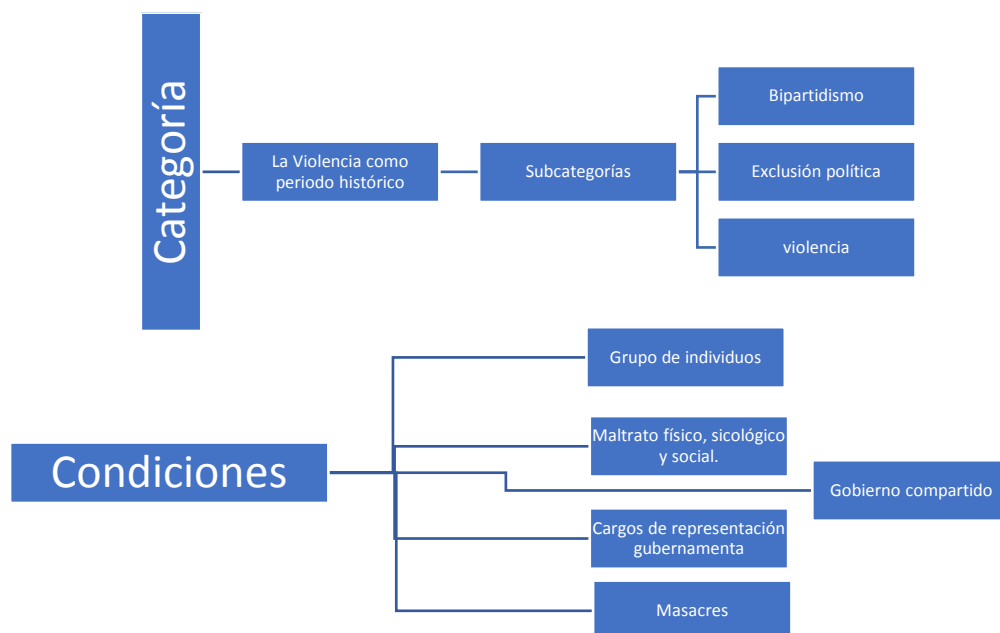 Categoría
La Violencia como
periodo histórico
Subcategorías
Bipartidismo
Exclusión política
violencia
Condiciones
Grupo de individuos
Maltrato físico, sicológico
y social.
Gobierno compartido
Cargos de representación
gubernamenta
Masacres